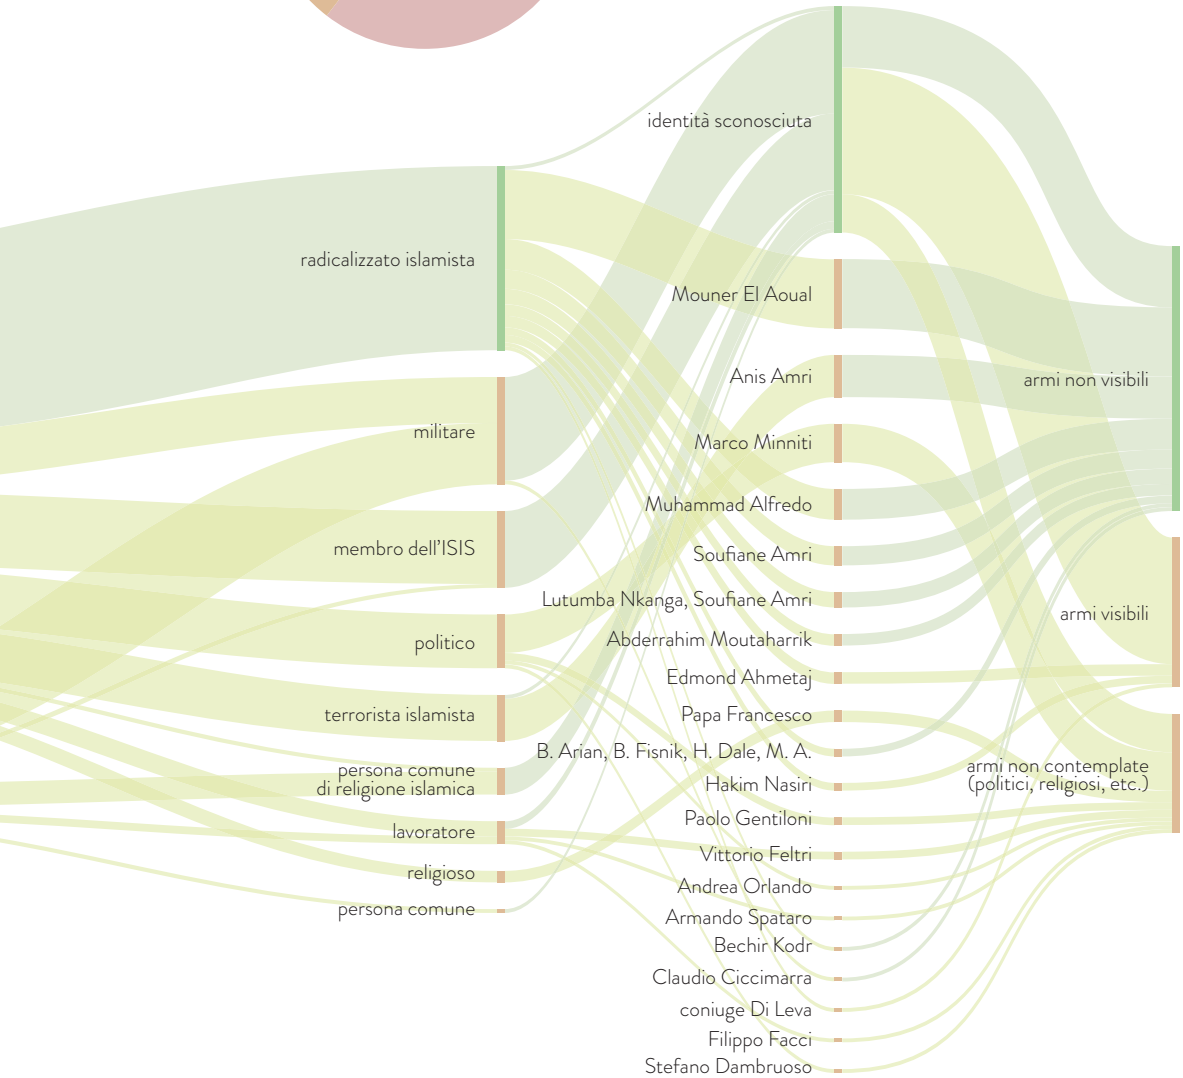 radicalizzato islamista
militare
membro dell'ISIS
politico
terrorista islamista
persona comune
di religione islamica
lavoratore
religioso
persona comune
identità sconosciuta
Mouner El Aoual
Anis Amri
Marco Minniti
Muhammad Alfredo
Soufiane Amri
Lutumba Nkanga, Soufiane Amri
Abderrahim Moutaharrik
Edmond Ahmetaj
Papa Francesco
B. Arian, B. Fisnik, H. Dale, M. A.
Hakim Nasiri
Paolo Gentiloni
Vittorio Feltri
Andrea Orlando
Armando Spataro
Bechir Kodr
Claudio Ciccimarra
coniuge Di Leva
Filippo Facci
Stefano Dambruoso
armi non visibili
armi visibili
armi non contemplate
(politici, religiosi, etc.)